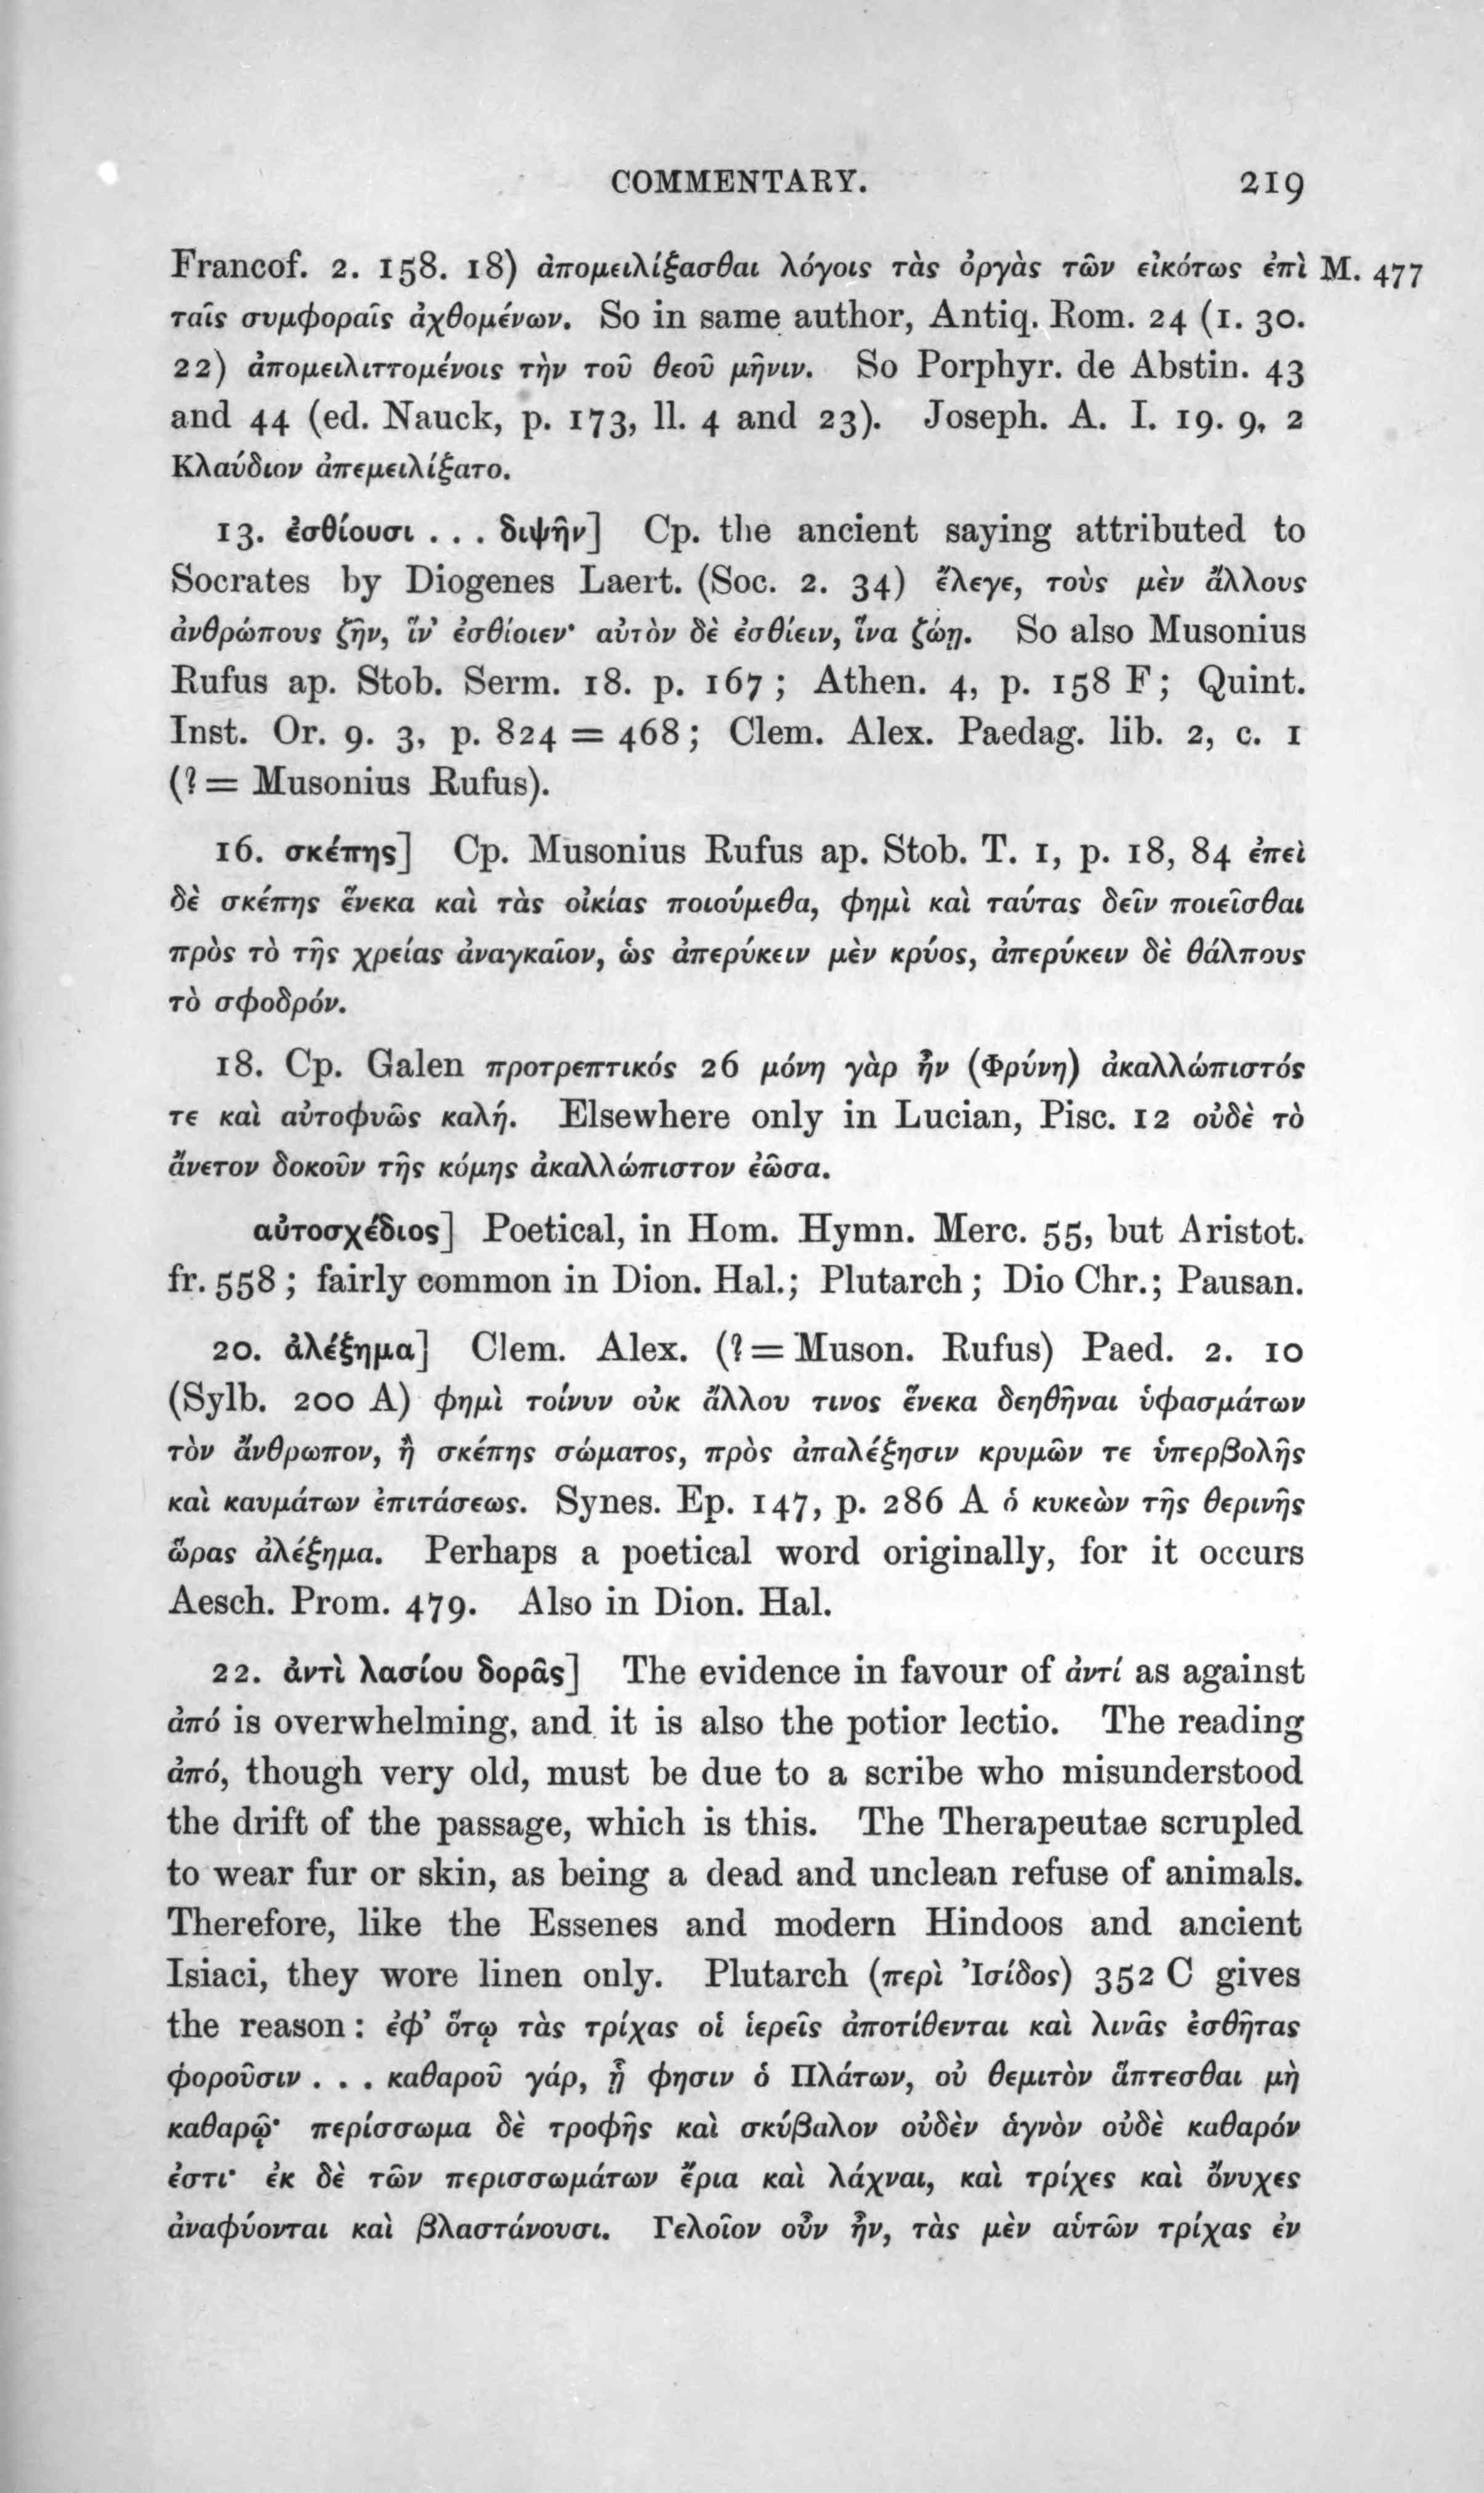 COMMENTARY. 219
Francof. 2. 158. 18) ἀπομειλίξασθαι λόγοις τὰς ὀργὰς τῶν εἰκότως ἐπὶ M. 477
ταῖς συμφοραῖς ἀχθομένων. So in same author, Antiq. Rom. 24 (1. 30.
22) ἀπομειλιττομένοις τὴν τοῦ θεοῦ μῆνιν. So Porphyr. de Abstin. 43
and 44 (ed. Nauck, p. 173, ll. 4 and 23). Joseph. A. I. 19. 9, 2
Κλαύδιον ἀπεμειλίξατο.
13. ἐσθίουσι . . . διψῆν] Cp. the ancient saying attributed to
Socrates by Diogenes Laert. (Soc. 2. 34) ἔλεγε, τοὺς μὲν ἄλλους
ἀνθρώπους ζῆν, ἵν' ἐσθίοιεν· αὐτὸν δὲ ἐσθίειν, ἵνα ζώῃ. So also Musonius
Rufus ap. Stob. Serm. 18. p. 167; Athen. 4, p. 158 F; Quint.
Inst. Or. 9. 3, p. 824 = 468; Clem. Alex. Paedag. lib. 2, c. 1
(? = Musonius Rufus).
16. σκέπης] Cp. Musonius Rufus ap. Stob. T. 1, p. 18, 84 ἐπεὶ
δὲ σκέπης ἕνεκα καὶ τὰς οἰκίας ποιούμεθα, φημὶ καὶ ταύτας δεῖν ποιεῖσθαι
πρὸς τὸ τῆς χρείας ἀναγκαῖον, ὡς ἀπερύκειν μὲν κρύος, ἀπερύκειν δὲ θάλπους
τὸ σφοδρόν.
18. Cp. Galen προτρεπτικός 26 μόνη γὰρ ἦν (Φρύνη) ἀκαλλώπιστός
τε καὶ αὐτοφυῶς καλή. Elsewhere only in Lucian, Pisc. 12 οὐδὲ τὸ
ἄνετον δοκοῦν τῆς κόμης ἀκαλλώπιστον ἐῶσα.
αὐτοσχέδιος] Poetical, in Hom. Hymn. Merc. 55, but Aristot.
fr. 558; fairly common in Dion. Hal.; Plutarch; Dio Chr.; Pausan.
20. ἀλέξημα] Clem. Alex. (? = Muson. Rufus) Paed. 2. 10
(Sylb. 200 A) φημὶ τοίνυν οὐκ ἄλλου τινος ἕνεκα δεηθῆναι ὑφασμάτων
τὸν ἄνθρωπον, ἢ σκέπης σώματος, πρὸς ἀπαλέξησιν κρυμῶν τε ὑπερβολῆς
καὶ καυμάτων ἐπιτάσεως. Synes. Ep. 147, p. 286 A ὁ κυκεὼν τῆς θερινῆς
ὥρας ἀλέξημα. Perhaps a poetical word originally, for it occurs
Aesch. Prom. 479. Also in Dion. Hal.
22. ἀντὶ λασίου δορᾶς] The evidence in favour of ἀντί as against
ἀπό is overwhelming, and it is also the potior lectio. The reading
ἀπό, though very old, must be due to a scribe who misunderstood
the drift of the passage, which is this. The Therapeutae scrupled
to wear fur or skin, as being a dead and unclean refuse of animals.
Therefore, like the Essenes and modern Hindoos and ancient
Isiaci, they wore linen only. Plutarch (περὶ Ἰσίδος) 352 C gives
the reason: ἐφ' ὅτῳ τὰς τρίχας οἱ ἱερεῖς ἀποτίθενται καὶ λινᾶς ἐσθῆτας
φοροῦσιν . . . καθαροῦ γάρ, ᾗ φησιν ὁ Πλάτων, οὐ θεμιτὸν ἅπτεσθαι μὴ
καθαρῷ· περίσσωμα δὲ τροφῆς καὶ σκύβαλον οὐδὲν ἁγνὸν οὐδὲ καθαρόν
ἐστι· ἐκ δὲ τῶν περισσωμάτων ἔρια καὶ λάχναι, καὶ τρίχες καὶ ὄνυχες
ἀναφύονται καὶ βλαστάνουσι. Γελοῖον οὖν ἦν, τὰς μὲν αὑτῶν τρίχας ἐν